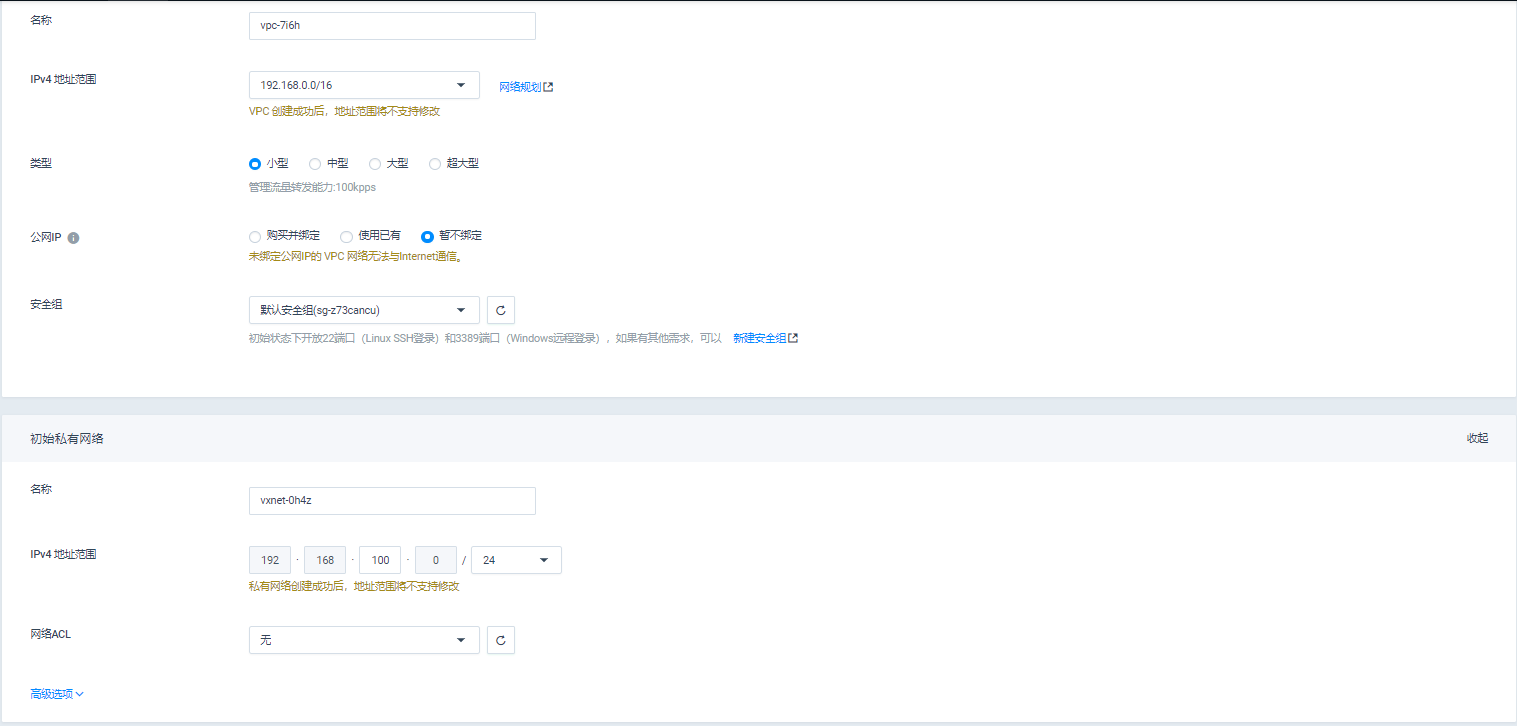 名称
vpc-7i6h
IPv4 地址范围
192.168.0.0/16
网络规划
VPC 创建成功后，地址范围将不支持修改
类型
小型 中型 大型 超大型
管理流量转发能力:100kpps
公网IP
购买并绑定 使用已有 暂不绑定
未绑定公网IP的 VPC 网络无法与Internet通信。
安全组
默认安全组(sg-z73cancu)
初始状态下开放22端口（Linux SSH登录）和3389端口（Windows远程登录），如果有其他需求，可以 新建安全组
初始私有网络
收起
名称
vxnet-0h4z
IPv4 地址范围
192 · 168 · 100 · 0 / 24
私有网络创建成功后，地址范围将不支持修改
网络ACL
无
高级选项